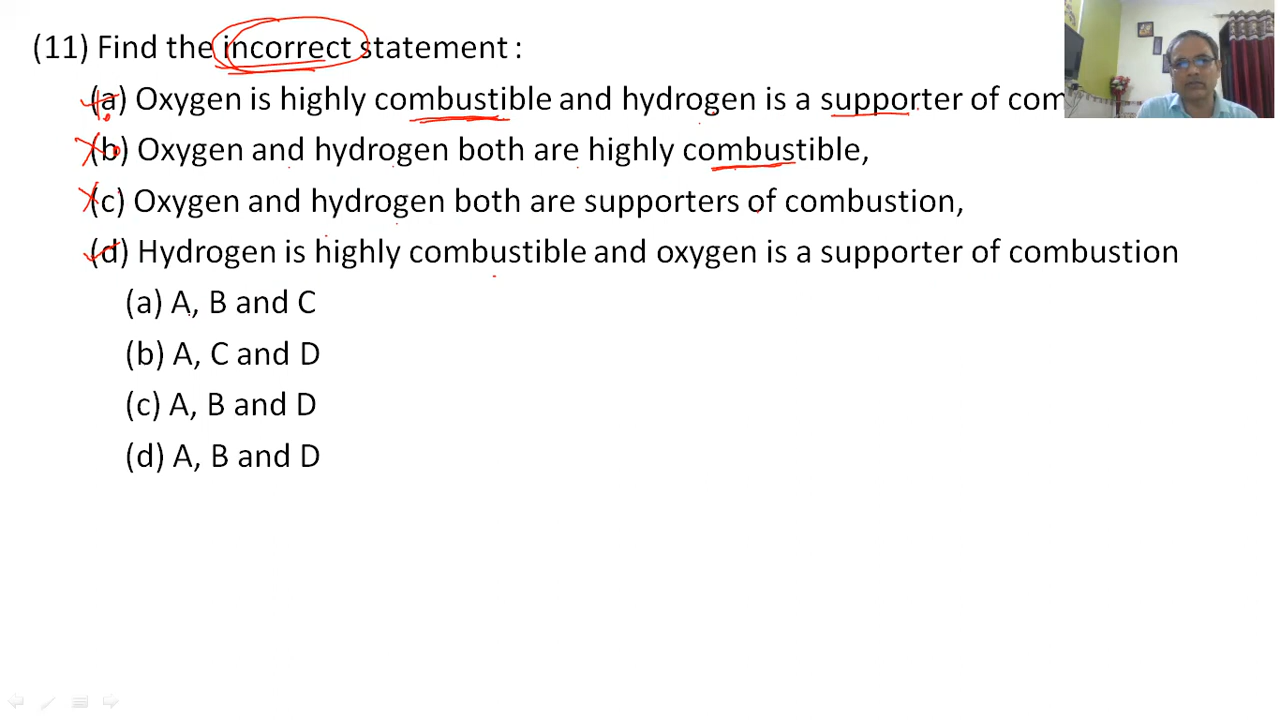 (11) Find the incorrect statement :
(a) Oxygen is highly combustible and hydrogen is a supporter of com
(b) Oxygen and hydrogen both are highly combustible,
(c) Oxygen and hydrogen both are supporters of combustion,
(d) Hydrogen is highly combustible and oxygen is a supporter of combustion
(a) A, B and C
(b) A, C and D
(c) A, B and D
(d) A, B and D